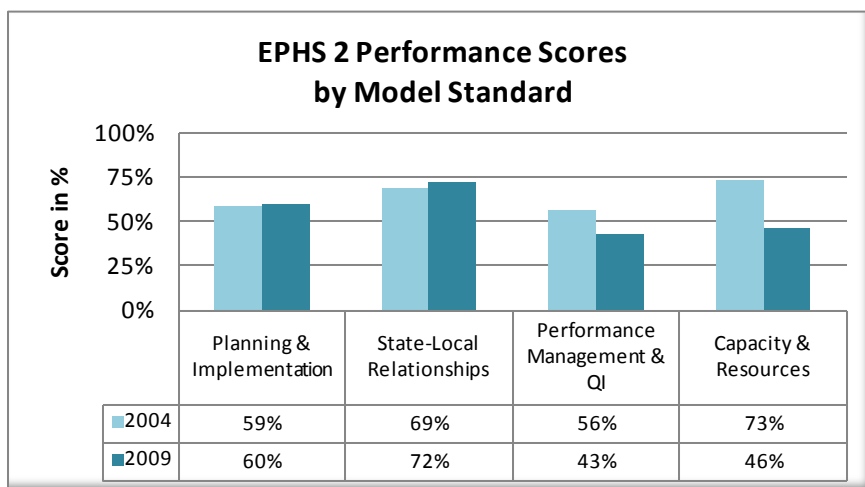 EPHS 2 Performance Scores
by Model Standard
Score in %
100%
75%
50%
25%
0%
Planning &
Implementation
State-Local
Relationships
Performance
Management &
QI
Capacity &
Resources
2004 59% 69% 56% 73%
2009 60% 72% 43% 46%